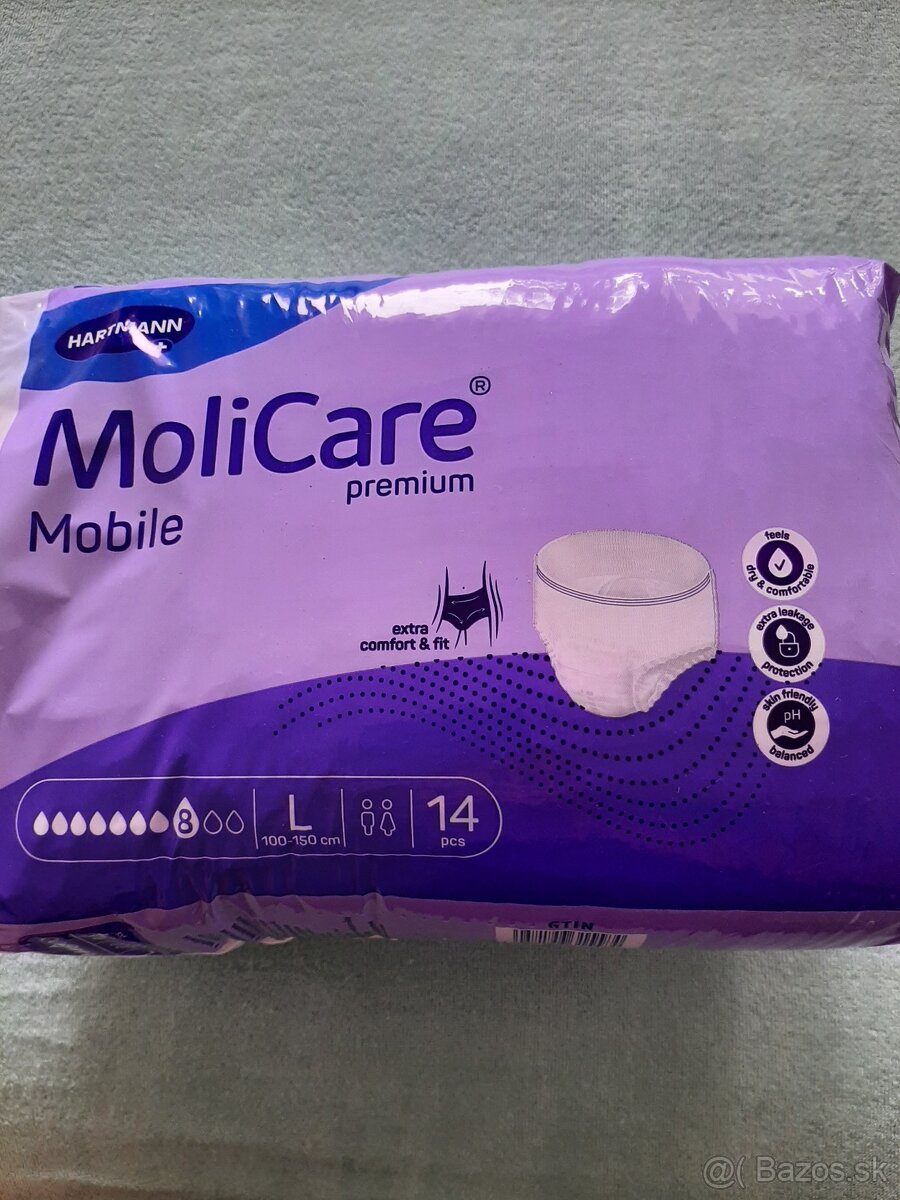 HARTMANN
MoliCare®
premium
Mobile
feels
dry & comfortable
extra
comfort & fit
extra leakage
protection
skin friendly
pH
balanced
8
L
100-150 cm
14
pcs
GTIN
@( Bazos.sk